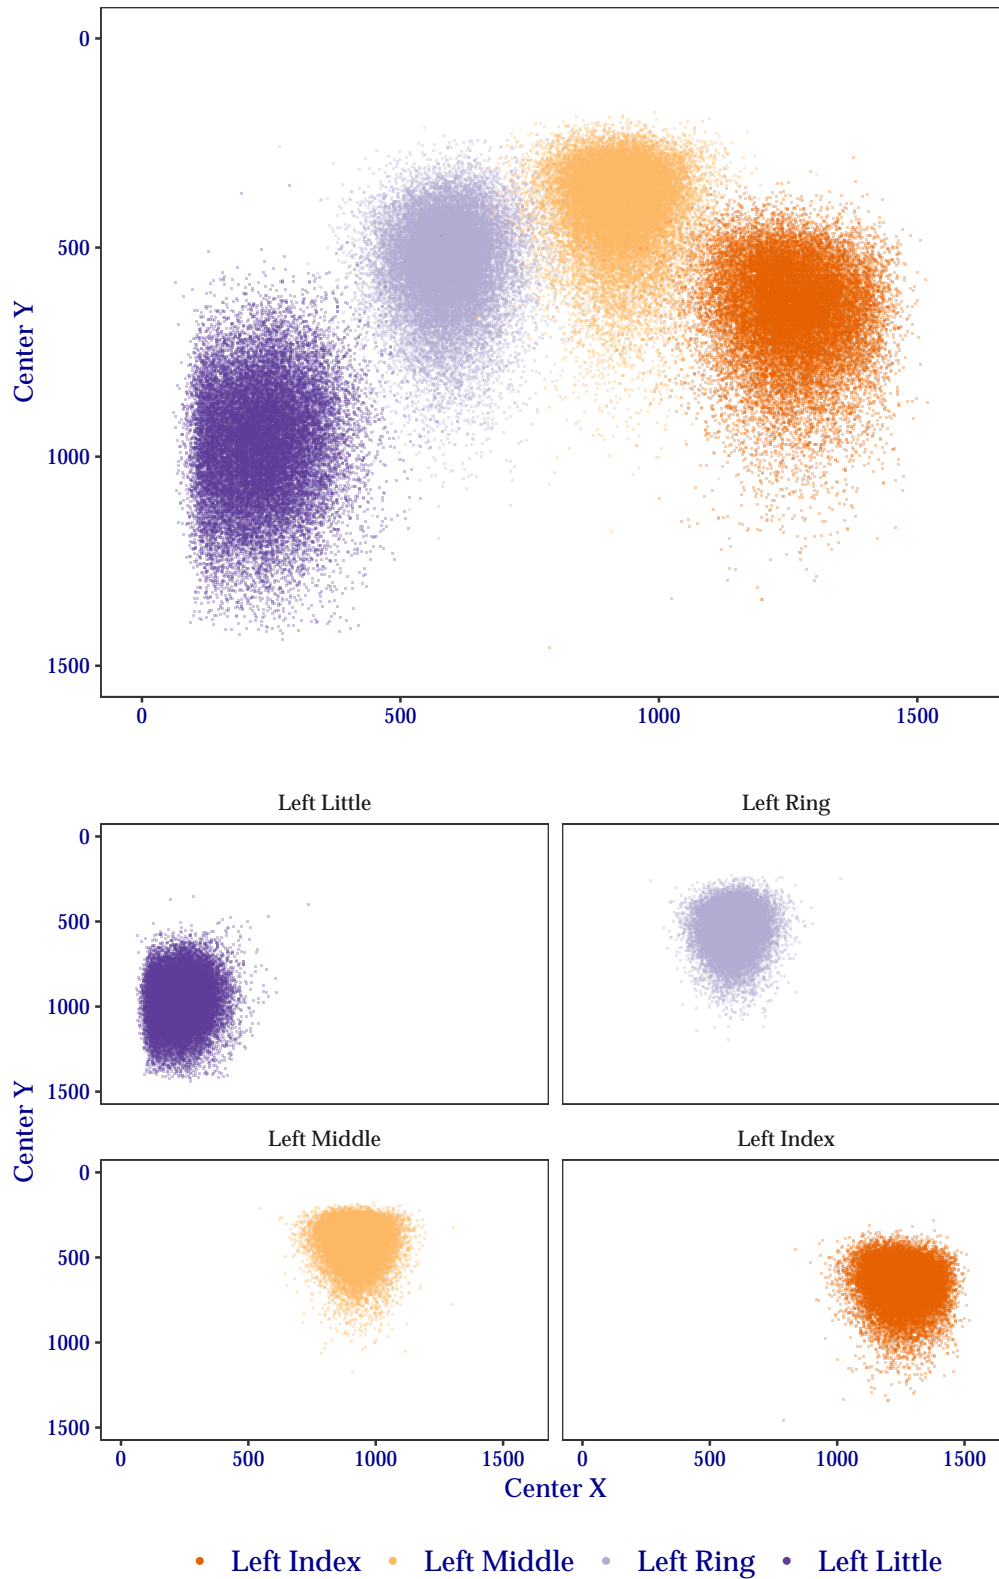 0
500
1000
1500
Center Y
0 500 1000 1500
Left Little Left Ring
0
500
1000
1500
Left Middle Left Index
0
500
1000
1500
Center Y
0 500 1000 1500 0 500 1000 1500
Center X
Left Index Left Middle Left Ring Left Little